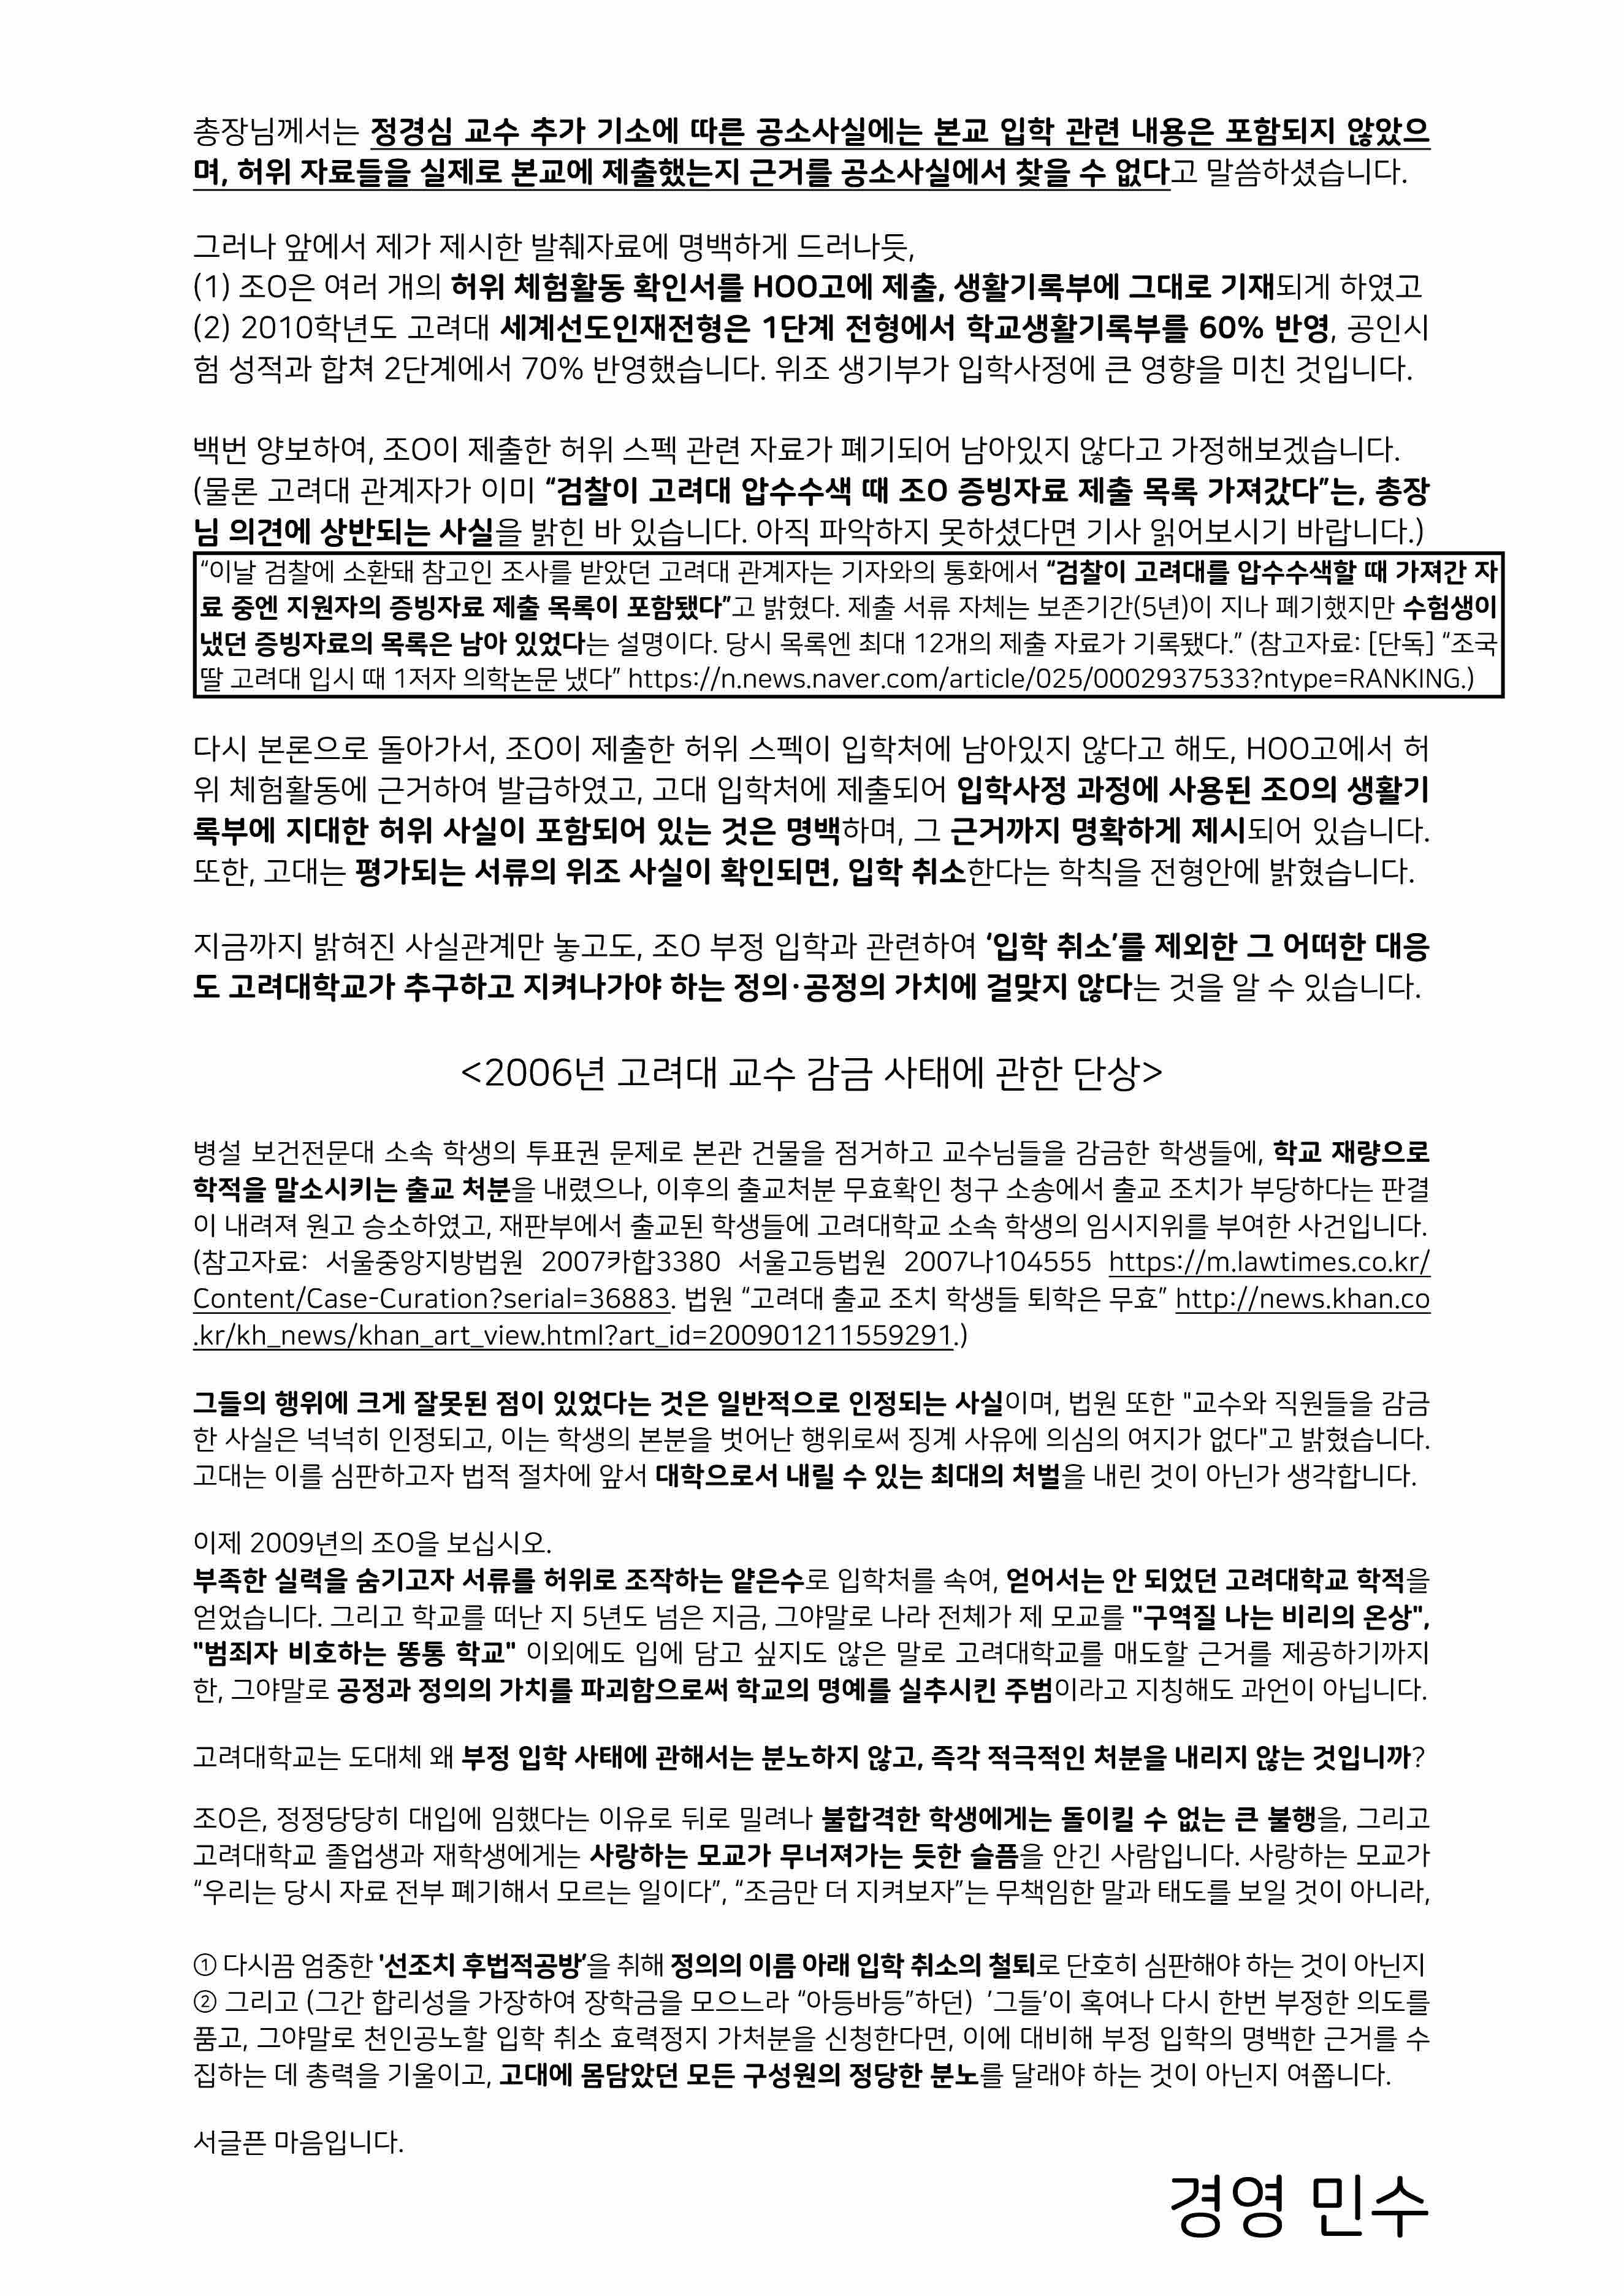 총장님께서는 정경심 교수 추가 기소에 따른 공소사실에는 본교 입학 관련 내용은 포함되지 않았으
며, 허위 자료들을 실제로 본교에 제출했는지 근거를 공소사실에서 찾을 수 없다고 말씀하셨습니다.
그러나 앞에서 제가 제시한 발췌자료에 명백하게 드러나듯,
(1) 조O은 여러 개의 허위 체험활동 확인서를 HOO고에 제출, 생활기록부에 그대로 기재되게 하였고
(2) 2010학년도 고려대 세계선도인재전형은 1단계 전형에서 학교생활기록부를 60% 반영, 공인시
험 성적과 합쳐 2단계에서 70% 반영했습니다. 위조 생기부가 입학사정에 큰 영향을 미친 것입니다.
백번 양보하여, 조O이 제출한 허위 스펙 관련 자료가 폐기되어 남아있지 않다고 가정해보겠습니다.
(물론 고려대 관계자가 이미 “검찰이 고려대 압수수색 때 조O 증빙자료 제출 목록 가져갔다”는, 총장
님 의견에 상반되는 사실을 밝힌 바 있습니다. 아직 파악하지 못하셨다면 기사 읽어보시기 바랍니다.)
“이날 검찰에 소환돼 참고인 조사를 받았던 고려대 관계자는 기자와의 통화에서 “검찰이 고려대를 압수수색할 때 가져간 자
료 중엔 지원자의 증빙자료 제출 목록이 포함됐다”고 밝혔다. 제출 서류 자체는 보존기간(5년)이 지나 폐기했지만 수험생이
냈던 증빙자료의 목록은 남아 있었다는 설명이다. 당시 목록엔 최대 12개의 제출 자료가 기록됐다.” (참고자료: [단독] “조국
딸 고려대 입시 때 1저자 의학논문 냈다” https://n.news.naver.com/article/025/0002937533?ntype=RANKING.)
다시 본론으로 돌아가서, 조O이 제출한 허위 스펙이 입학처에 남아있지 않다고 해도, HOO고에서 허
위 체험활동에 근거하여 발급하였고, 고대 입학처에 제출되어 입학사정 과정에 사용된 조O의 생활기
록부에 지대한 허위 사실이 포함되어 있는 것은 명백하며, 그 근거까지 명확하게 제시되어 있습니다.
또한, 고대는 평가되는 서류의 위조 사실이 확인되면, 입학 취소한다는 학칙을 전형안에 밝혔습니다.
지금까지 밝혀진 사실관계만 놓고도, 조O 부정 입학과 관련하여 ‘입학 취소’를 제외한 그 어떠한 대응
도 고려대학교가 추구하고 지켜나가야 하는 정의·공정의 가치에 걸맞지 않다는 것을 알 수 있습니다.
<2006년 고려대 교수 감금 사태에 관한 단상>
병설 보건전문대 소속 학생의 투표권 문제로 본관 건물을 점거하고 교수님들을 감금한 학생들에, 학교 재량으로
학적을 말소시키는 출교 처분을 내렸으나, 이후의 출교처분 무효확인 청구 소송에서 출교 조치가 부당하다는 판결
이 내려져 원고 승소하였고, 재판부에서 출교된 학생들에 고려대학교 소속 학생의 임시지위를 부여한 사건입니다.
(참고자료: 서울중앙지방법원 2007카합3380 서울고등법원 2007나104555 https://m.lawtimes.co.kr/
Content/Case-Curation?serial=36883. 법원 “고려대 출교 조치 학생들 퇴학은 무효” http://news.khan.co
.kr/kh_news/khan_art_view.html?art_id=200901211559291.)
그들의 행위에 크게 잘못된 점이 있었다는 것은 일반적으로 인정되는 사실이며, 법원 또한 "교수와 직원들을 감금
한 사실은 넉넉히 인정되고, 이는 학생의 본분을 벗어난 행위로써 징계 사유에 의심의 여지가 없다"고 밝혔습니다.
고대는 이를 심판하고자 법적 절차에 앞서 대학으로서 내릴 수 있는 최대의 처벌을 내린 것이 아닌가 생각합니다.
이제 2009년의 조O을 보십시오.
부족한 실력을 숨기고자 서류를 허위로 조작하는 얕은수로 입학처를 속여, 얻어서는 안 되었던 고려대학교 학적을
얻었습니다. 그리고 학교를 떠난 지 5년도 넘은 지금, 그야말로 나라 전체가 제 모교를 "구역질 나는 비리의 온상",
"범죄자 비호하는 똥통 학교" 이외에도 입에 담고 싶지도 않은 말로 고려대학교를 매도할 근거를 제공하기까지
한, 그야말로 공정과 정의의 가치를 파괴함으로써 학교의 명예를 실추시킨 주범이라고 지칭해도 과언이 아닙니다.
고려대학교는 도대체 왜 부정 입학 사태에 관해서는 분노하지 않고, 즉각 적극적인 처분을 내리지 않는 것입니까?
조O은, 정정당당히 대입에 임했다는 이유로 뒤로 밀려나 불합격한 학생에게는 돌이킬 수 없는 큰 불행을, 그리고
고려대학교 졸업생과 재학생에게는 사랑하는 모교가 무너져가는 듯한 슬픔을 안긴 사람입니다. 사랑하는 모교가
“우리는 당시 자료 전부 폐기해서 모르는 일이다”, “조금만 더 지켜보자”는 무책임한 말과 태도를 보일 것이 아니라,
① 다시끔 엄중한 '선조치 후법적공방'을 취해 정의의 이름 아래 입학 취소의 철퇴로 단호히 심판해야 하는 것이 아닌지
② 그리고 (그간 합리성을 가장하여 장학금을 모으느라 “아등바등”하던) ’그들’이 혹여나 다시 한번 부정한 의도를
품고, 그야말로 천인공노할 입학 취소 효력정지 가처분을 신청한다면, 이에 대비해 부정 입학의 명백한 근거를 수
집하는 데 총력을 기울이고, 고대에 몸담았던 모든 구성원의 정당한 분노를 달래야 하는 것이 아닌지 여쭙니다.
서글픈 마음입니다.
경영 민수